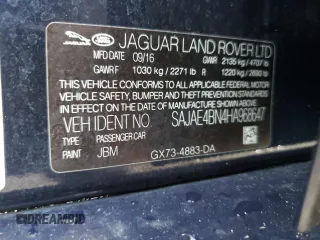 JAGUAR LAND ROVER LTD
MFD DATE 09/16 GVWR 2135 kg / 4707 lb
GAWR F 1030 kg / 2271 lb R 1220 kg / 2690 lb
THIS VEHICLE CONFORMS TO ALL APPLICABLE FEDERAL MOTOR VEHICLE
SAFETY, BUMPER, AND THEFT PREVENTION STANDARDS
IN EFFECT ON THE DATE OF MANUFACTURE SHOWN ABOVE.
VEH IDENT NO. SAJAE4BN4HA968647
TYPE PASSENGER CAR
PAINT JBM GX73-4883-DA
DREAMBID